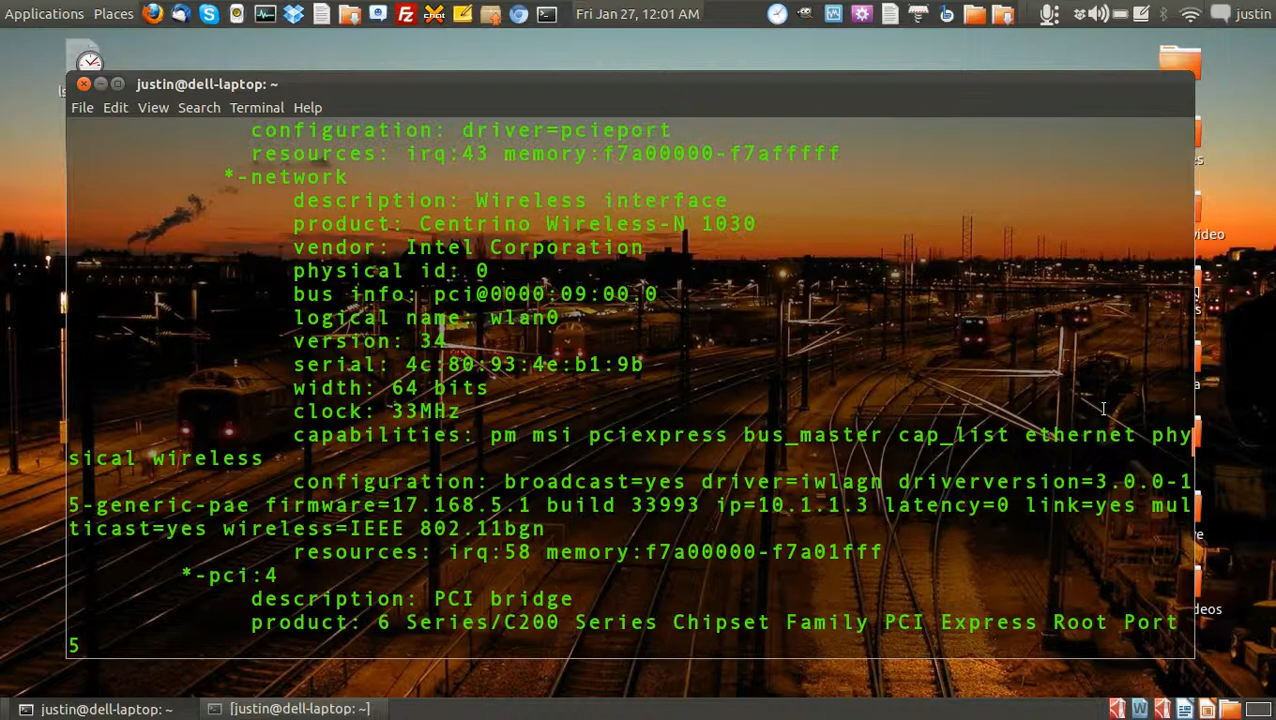 Applications Places Fri Jan 27, 12:01 AM justin
justin@dell-laptop: ~
File Edit View Search Terminal Help
configuration: driver=pcieport
resources: irq:43 memory:f7a00000-f7afffff
*-network
description: Wireless interface
product: Centrino Wireless-N 1030
vendor: Intel Corporation
physical id: 0
bus info: pci@0000:09:00.0
logical name: wlan0
version: 34
serial: 4c:80:93:4e:b1:9b
width: 64 bits
clock: 33MHz
capabilities: pm msi pciexpress bus_master cap_list ethernet phy
sical wireless
configuration: broadcast=yes driver=iwlagn driverversion=3.0.0-1
5-generic-pae firmware=17.168.5.1 build 33993 ip=10.1.1.3 latency=0 link=yes mul
ticast=yes wireless=IEEE 802.11bgn
resources: irq:58 memory:f7a00000-f7a01fff
*-pci:4
description: PCI bridge
product: 6 Series/C200 Series Chipset Family PCI Express Root Port
5
video
justin@dell-laptop: ~
[justin@dell-laptop: ~]